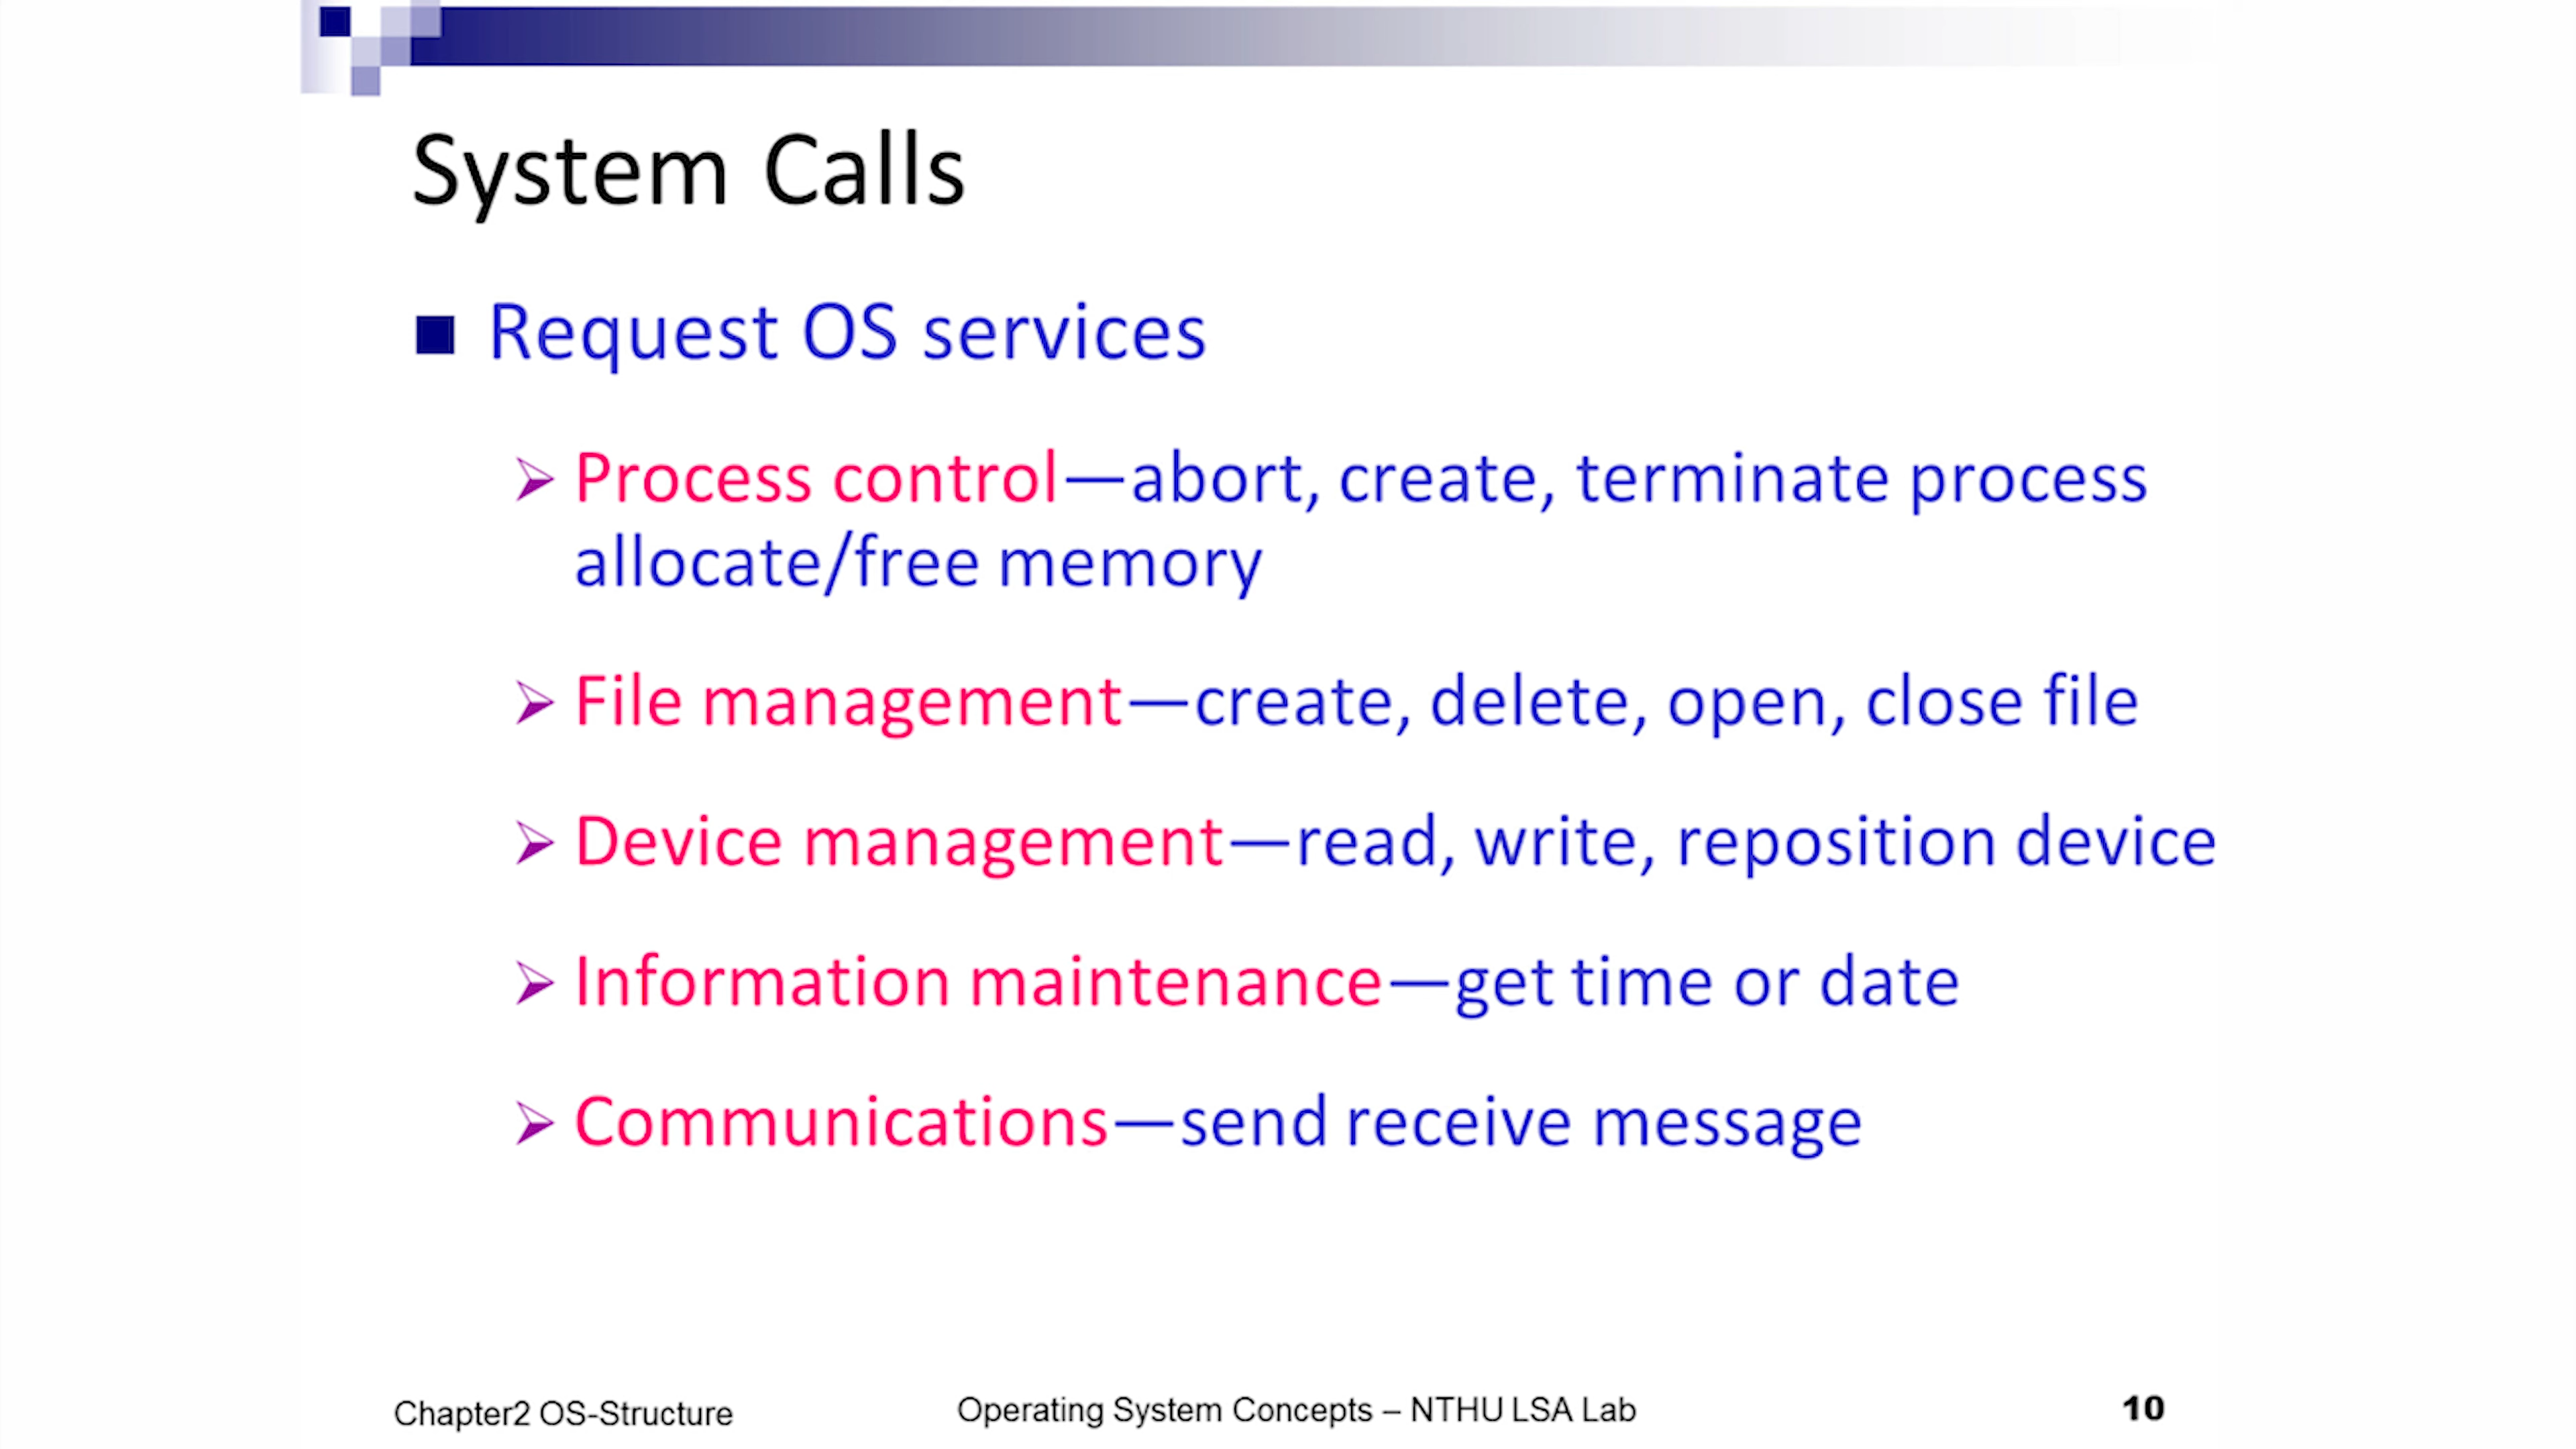 System Calls
Request OS services
Process control—abort, create, terminate process
allocate/free memory
File management—create, delete, open, close file
Device management—read, write, reposition device
Information maintenance—get time or date
Communications—send receive message
Chapter2 OS-Structure
Operating System Concepts – NTHU LSA Lab
10